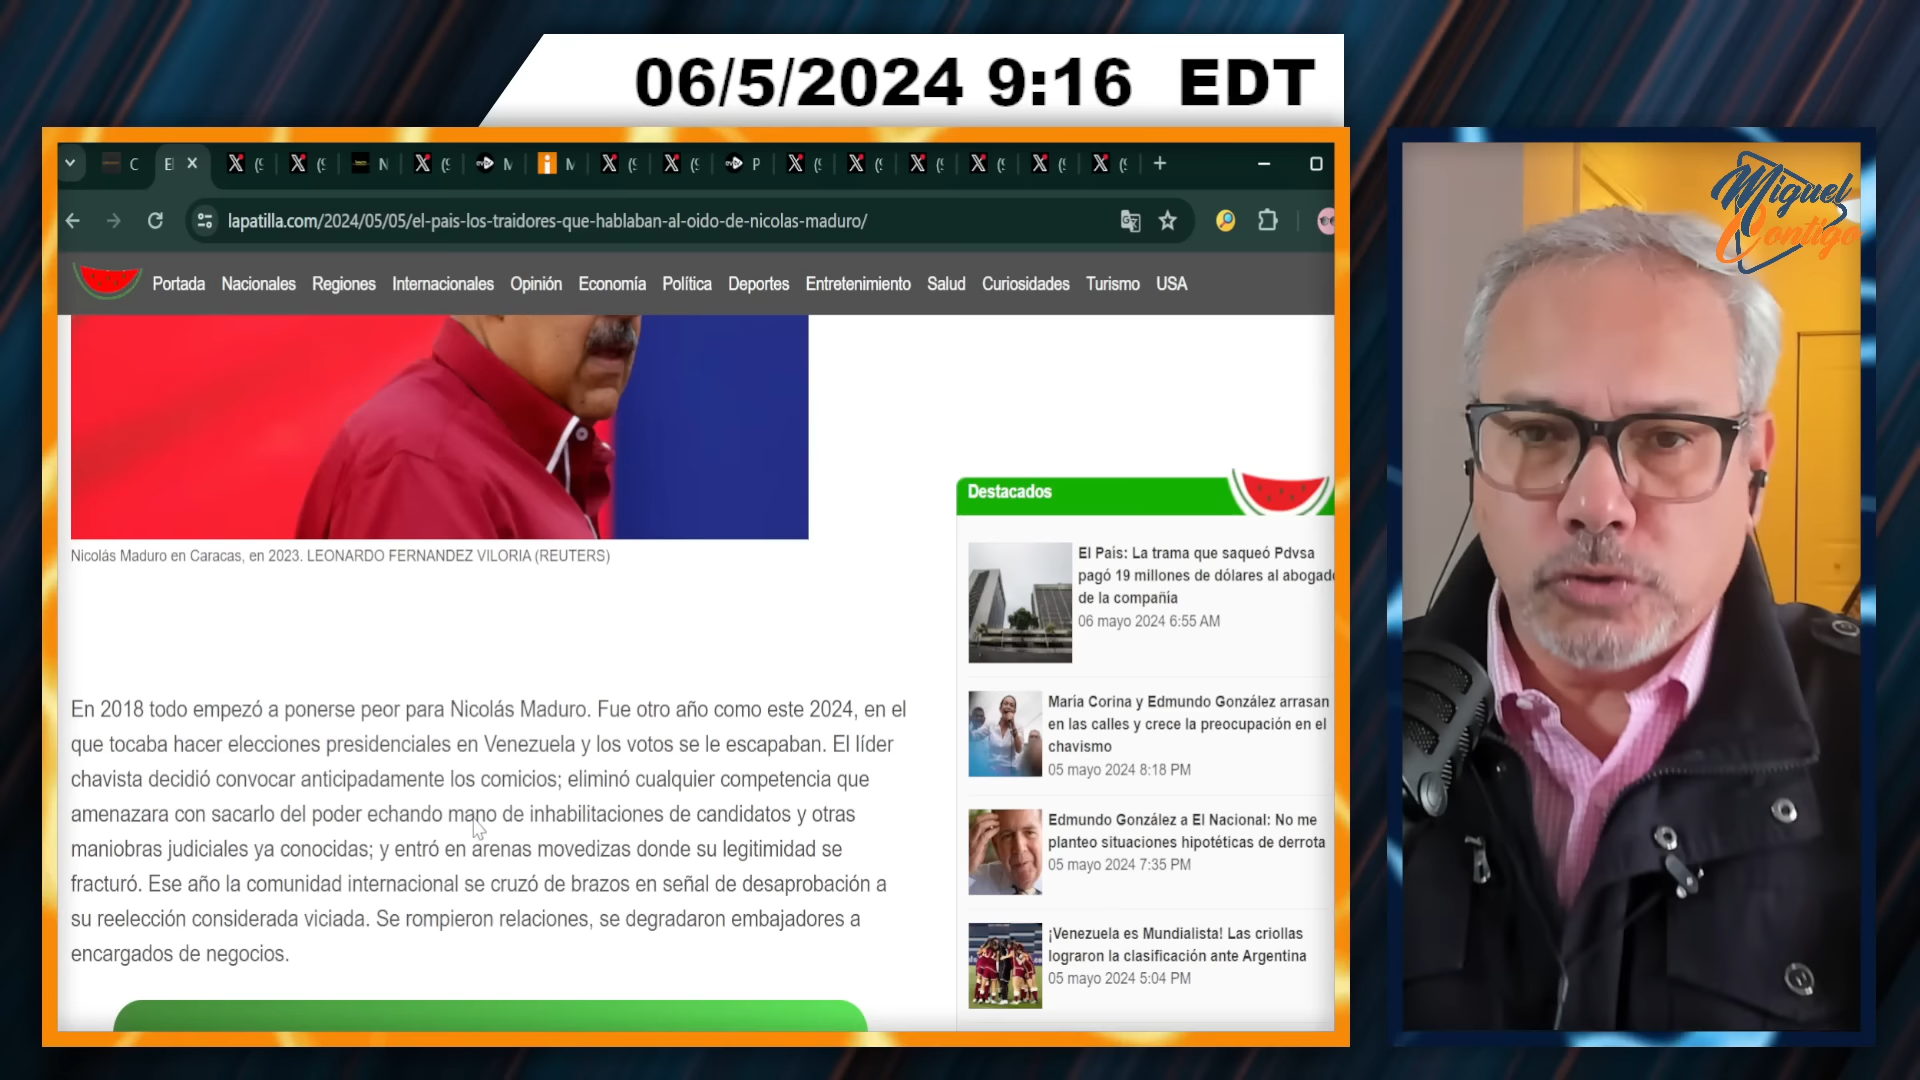 06/5/2024 9:16 EDT
Miguel
Contigo
C
El
N
M
M
P
lapatilla.com/2024/05/05/el-pais-los-traidores-que-hablaban-al-oido-de-nicolas-maduro/
Portada Nacionales Regiones Internacionales Opinión Economía Política Deportes Entretenimiento Salud Curiosidades Turismo USA
Nicolás Maduro en Caracas, en 2023. LEONARDO FERNANDEZ VILORIA (REUTERS)
En 2018 todo empezó a ponerse peor para Nicolás Maduro. Fue otro año como este 2024, en el
que tocaba hacer elecciones presidenciales en Venezuela y los votos se le escapaban. El líder
chavista decidió convocar anticipadamente los comicios; eliminó cualquier competencia que
amenazara con sacarlo del poder echando mano de inhabilitaciones de candidatos y otras
maniobras judiciales ya conocidas; y entró en arenas movedizas donde su legitimidad se
fracturó. Ese año la comunidad internacional se cruzó de brazos en señal de desaprobación a
su reelección considerada viciada. Se rompieron relaciones, se degradaron embajadores a
encargados de negocios.
Destacados
El País: La trama que saqueó Pdvsa
pagó 19 millones de dólares al abogado
de la compañía
06 mayo 2024 6:55 AM
María Corina y Edmundo González arrasan
en las calles y crece la preocupación en el
chavismo
05 mayo 2024 8:18 PM
Edmundo González a El Nacional: No me
planteo situaciones hipotéticas de derrota
05 mayo 2024 7:35 PM
¡Venezuela es Mundialista! Las criollas
lograron la clasificación ante Argentina
05 mayo 2024 5:04 PM